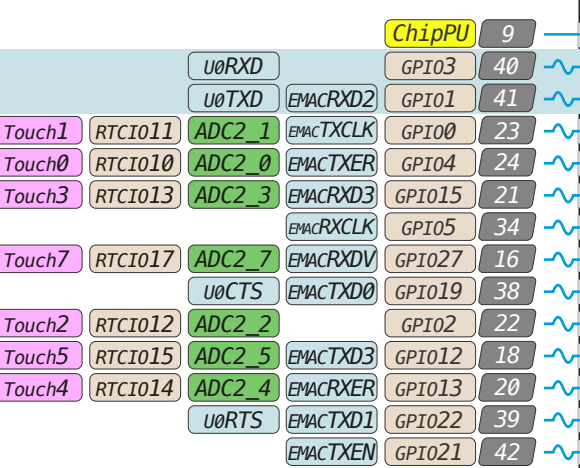 ChipPU 9
U0RXD GPIO3 40
U0TXD EMACRXD2 GPIO1 41
Touch1 RTCIO11 ADC2_1 EMACTXCLK GPIO0 23
Touch0 RTCIO10 ADC2_0 EMACTXER GPIO4 24
Touch3 RTCIO13 ADC2_3 EMACRXD3 GPIO15 21
EMACRXCLK GPIO5 34
Touch7 RTCIO17 ADC2_7 EMACRXDV GPIO27 16
U0CTS EMACTXD0 GPIO19 38
Touch2 RTCIO12 ADC2_2 GPIO2 22
Touch5 RTCIO15 ADC2_5 EMACTXD3 GPIO12 18
Touch4 RTCIO14 ADC2_4 EMACRXER GPIO13 20
U0RTS EMACTXD1 GPIO22 39
EMACTXEN GPIO21 42